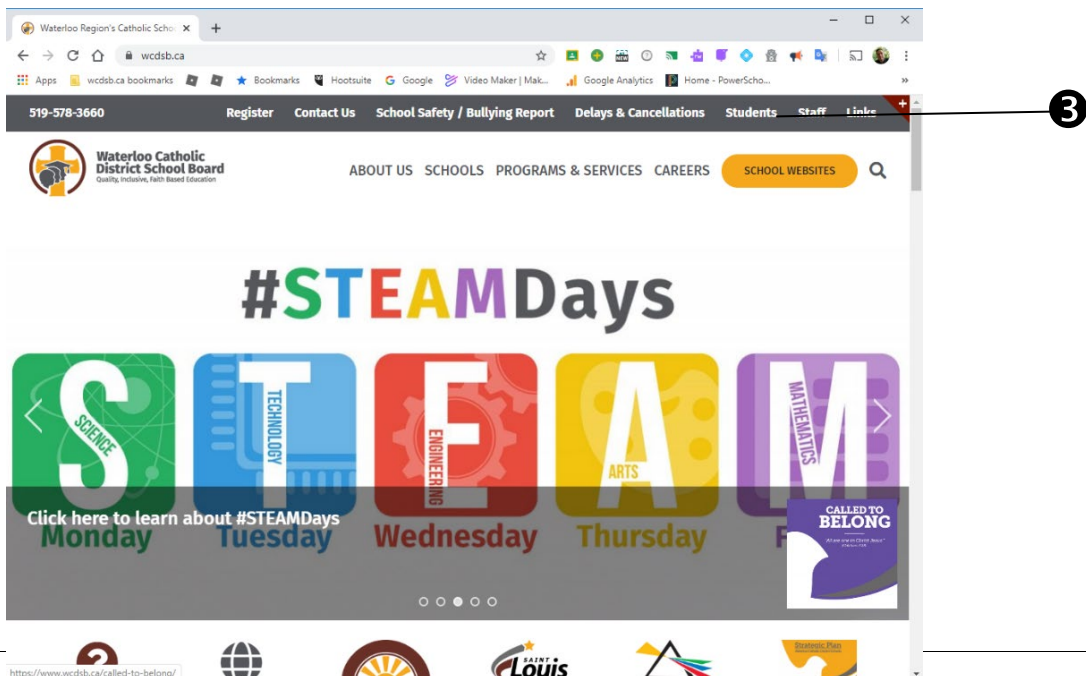 Waterloo Region's Catholic Scho
wcdsb.ca
Apps wcdsb.ca bookmarks Bookmarks Hootsuite Google Video Maker | Mak... Google Analytics Home - PowerScho... »
519-578-3660 Register Contact Us School Safety / Bullying Report Delays & Cancellations Students Staff Links +
3
Waterloo Catholic
District School Board
Quality, Inclusive, Faith Based Education
ABOUT US SCHOOLS PROGRAMS & SERVICES CAREERS SCHOOL WEBSITES
#STEAMDays
S T E A M
SCIENCE TECHNOLOGY ENGINEERING ARTS MATHEMATICS
Click here to learn about #STEAMDays
Monday Tuesday Wednesday Thursday F
CALLED TO
BELONG
?
SAINT
Louis
Strategic Plan
https://www.wcdsb.ca/called-to-belong/